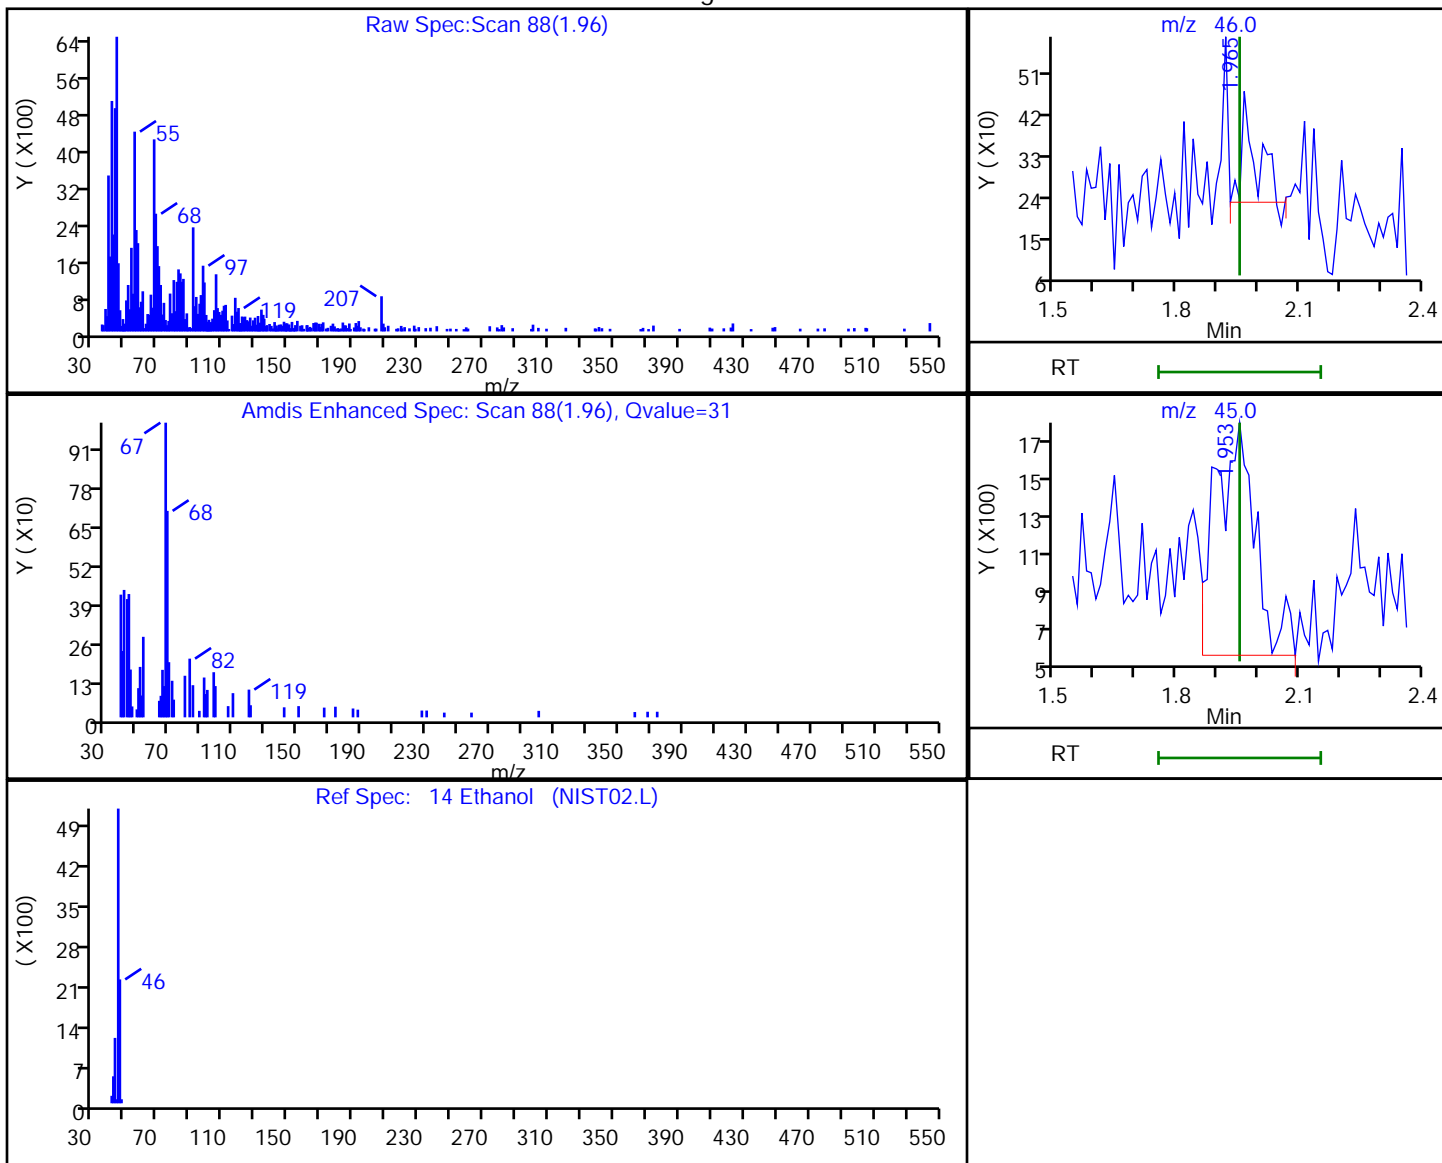 Raw Spec:Scan 88(1.96)
Y ( X100)
64
56
48
40
32
24
16
8
0
55
68
97
119
207
30 70 110 150 190 230 270 310 350 390 430 470 510 550
m/z
m/z 46.0
Y ( X10)
51
42
33
24
15
6
1.965
1.5 1.8 2.1 2.4
Min
RT
Amdis Enhanced Spec: Scan 88(1.96), Qvalue=31
Y ( X10)
91
78
65
52
39
26
13
0
67
68
82
119
30 70 110 150 190 230 270 310 350 390 430 470 510 550
m/z
m/z 45.0
Y ( X100)
17
15
13
11
9
7
5
1.953
1.5 1.8 2.1 2.4
Min
RT
Ref Spec: 14 Ethanol (NIST02.L)
( X100)
49
42
35
28
21
14
7
0
46
30 70 110 150 190 230 270 310 350 390 430 470 510 550